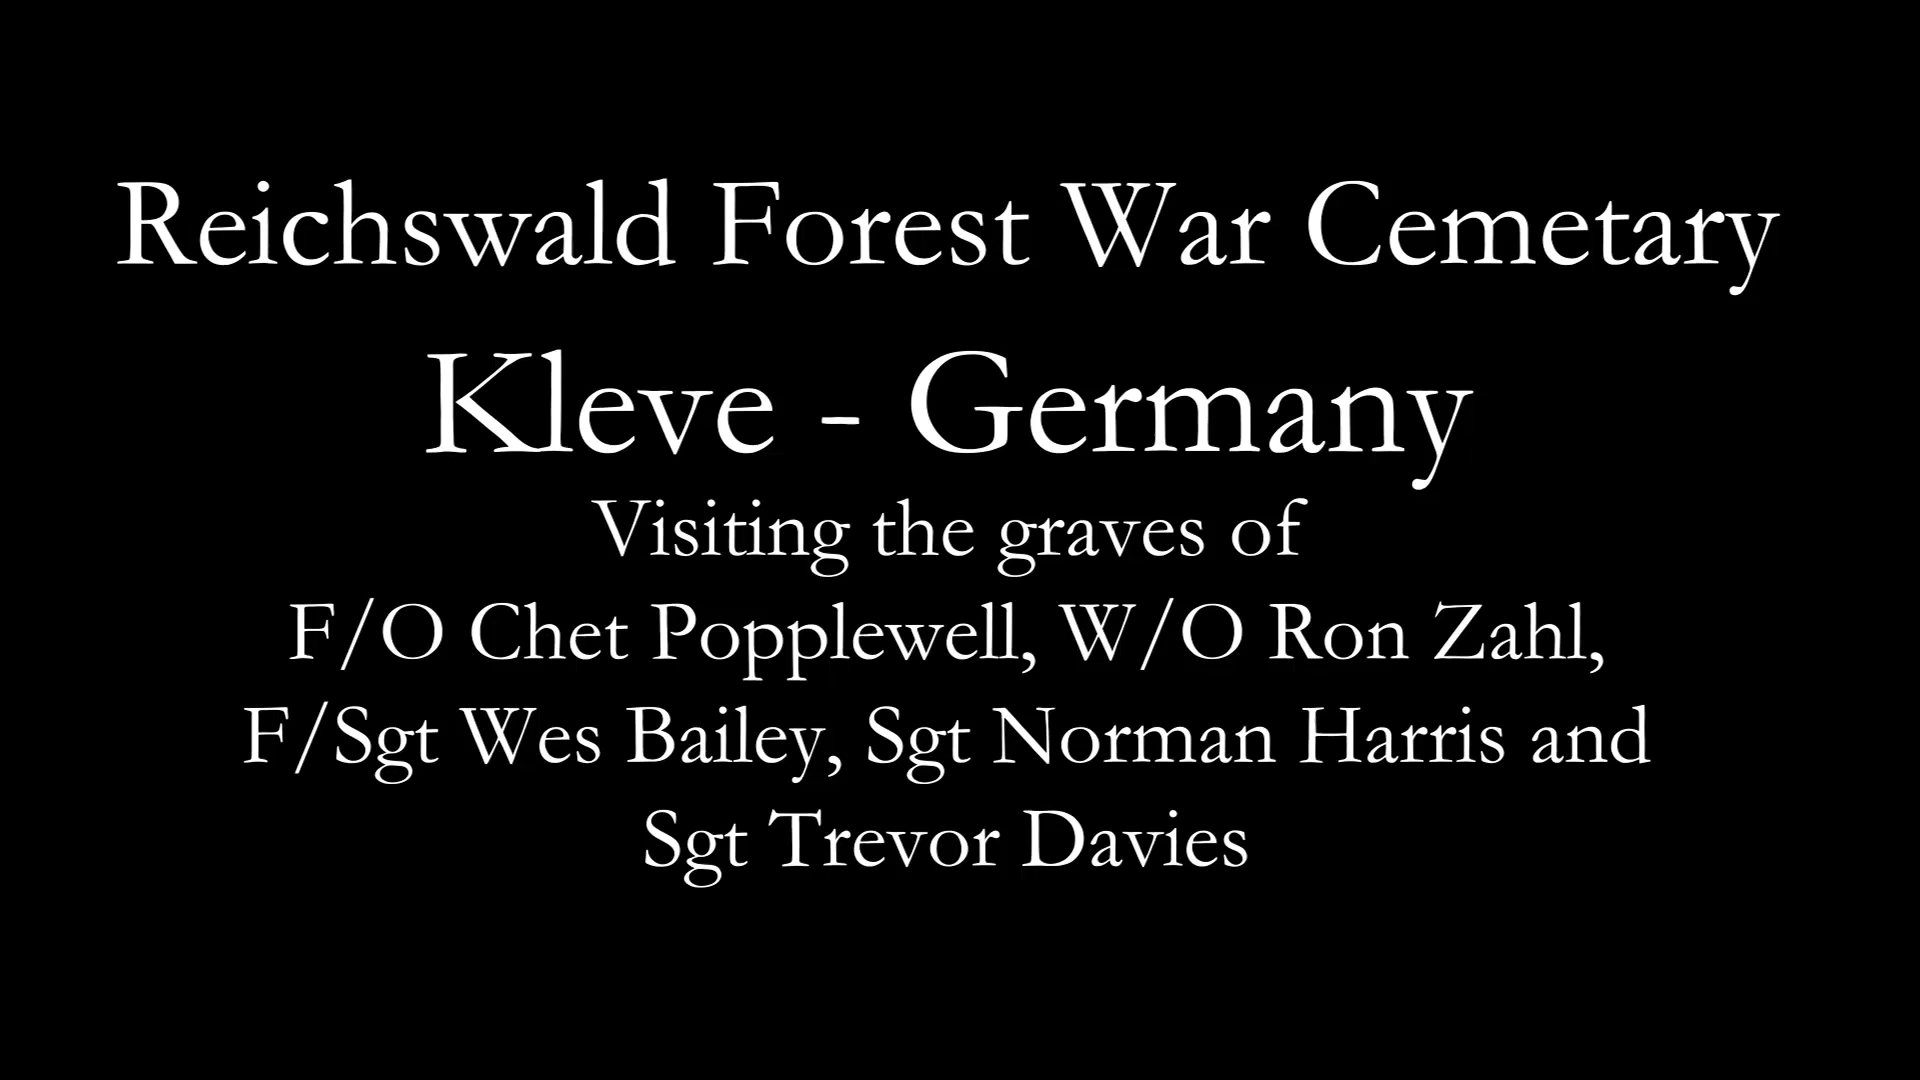 Reichswald Forest War Cemetary
Kleve - Germany
Visiting the graves of
F/O Chet Popplewell, W/O Ron Zahl,
F/Sgt Wes Bailey, Sgt Norman Harris and
Sgt Trevor Davies